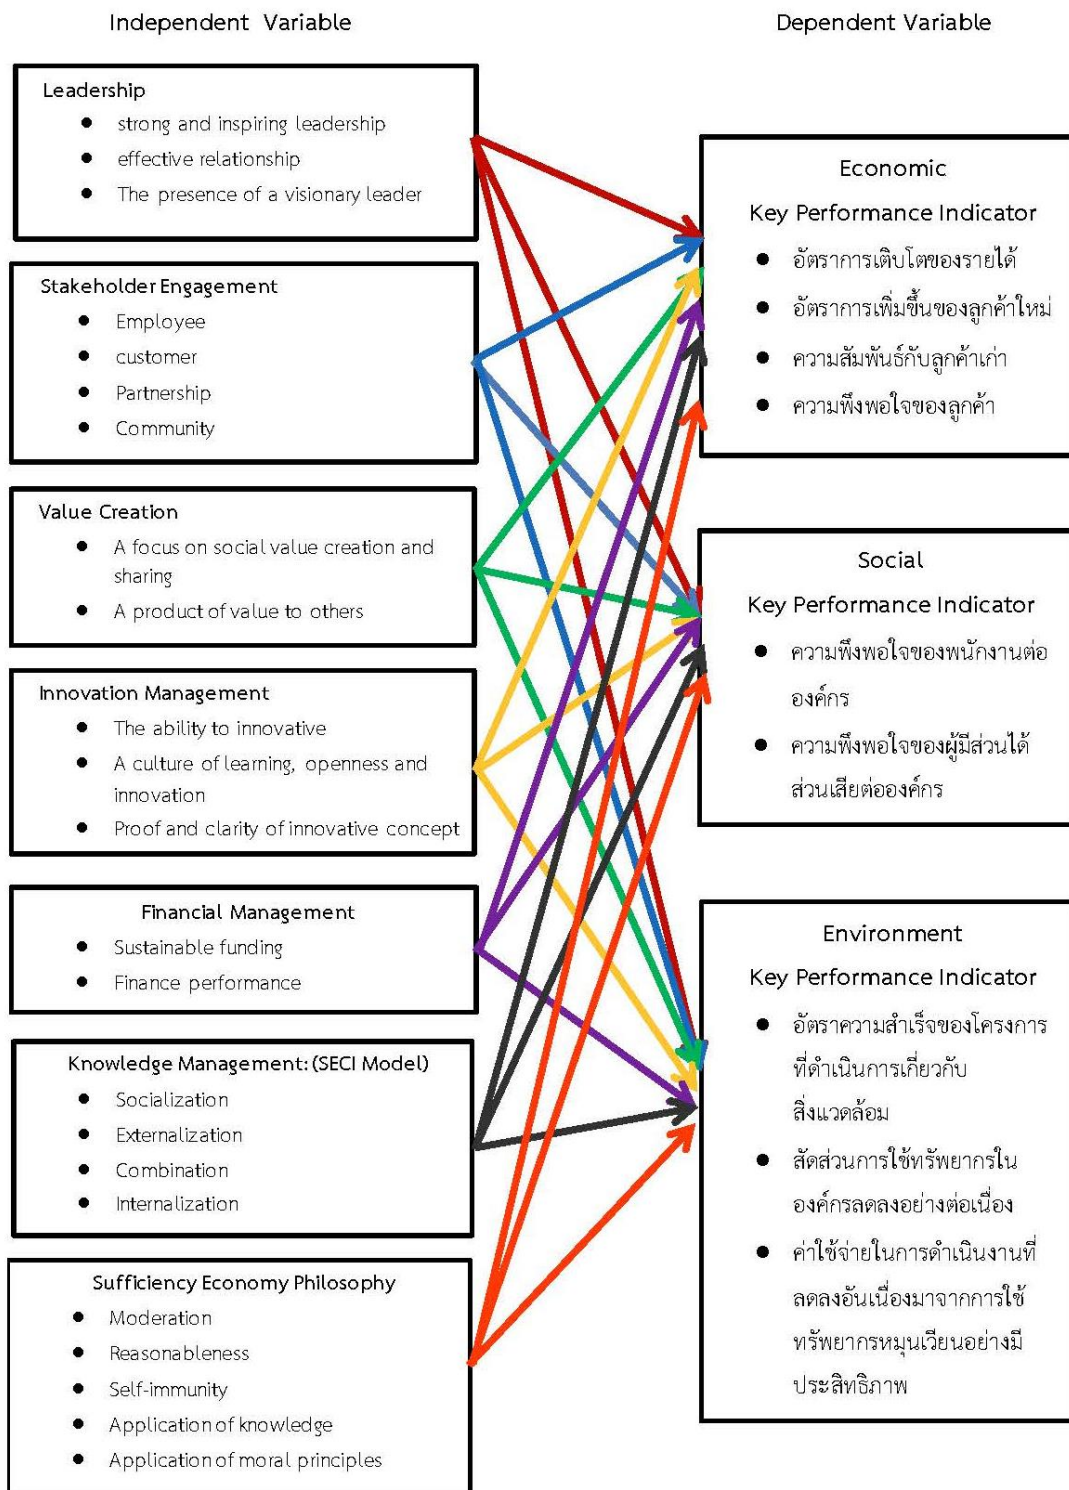 Independent Variable
Dependent Variable
Leadership
● strong and inspiring leadership
● effective relationship
● The presence of a visionary leader
Stakeholder Engagement
● Employee
● customer
● Partnership
● Community
Value Creation
● A focus on social value creation and
sharing
● A product of value to others
Innovation Management
● The ability to innovative
● A culture of learning, openness and
innovation
● Proof and clarity of innovative concept
Financial Management
● Sustainable funding
● Finance performance
Knowledge Management: (SECI Model)
● Socialization
● Externalization
● Combination
● Internalization
Sufficiency Economy Philosophy
● Moderation
● Reasonableness
● Self-immunity
● Application of knowledge
● Application of moral principles
Economic
Key Performance Indicator
● อัตราการเติบโตของรายได้
● อัตราการเพิ่มขึ้นของลูกค้าใหม่
● ความสัมพันธ์กับลูกค้าเก่า
● ความพึงพอใจของลูกค้า
Social
Key Performance Indicator
● ความพึงพอใจของพนักงานต่อ
องค์กร
● ความพึงพอใจของผู้มีส่วนได้
ส่วนเสียต่อองค์กร
Environment
Key Performance Indicator
● อัตราความสำเร็จของโครงการ
ที่ดำเนินการเกี่ยวกับ
สิ่งแวดล้อม
● สัดส่วนการใช้ทรัพยากรใน
องค์กรลดลงอย่างต่อเนื่อง
● ค่าใช้จ่ายในการดำเนินงานที่
ลดลงอันเนื่องมาจากการใช้
ทรัพยากรหมุนเวียนอย่างมี
ประสิทธิภาพ